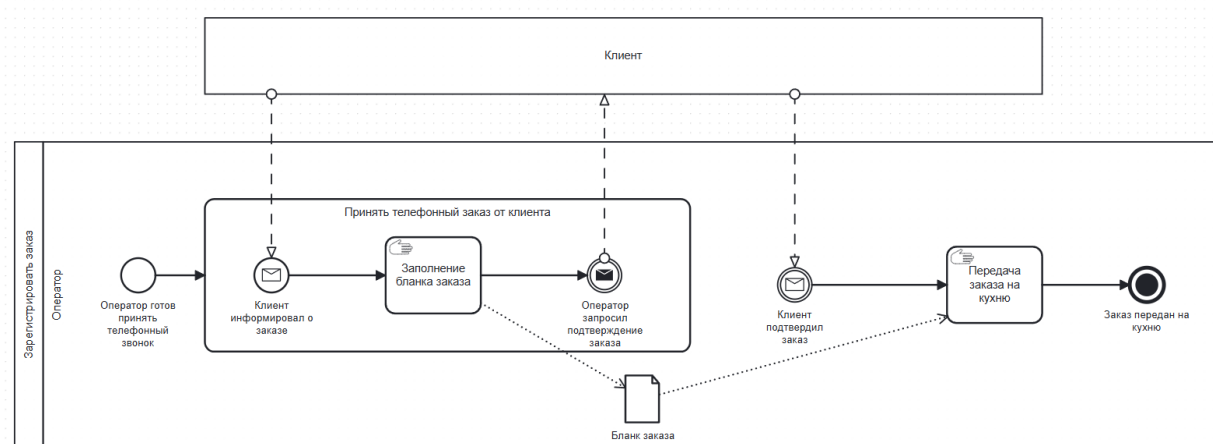 Клиент
Зарегистрировать заказ
Оператор
Принять телефонный заказ от клиента
Оператор готов
принять
телефонный
звонок
Клиент
информировал о
заказе
Заполнение
бланка заказа
Оператор
запросил
подтверждение
заказа
Клиент
подтвердил
заказ
Передача
заказа на
кухню
Заказ передан на
кухню
Бланк заказа